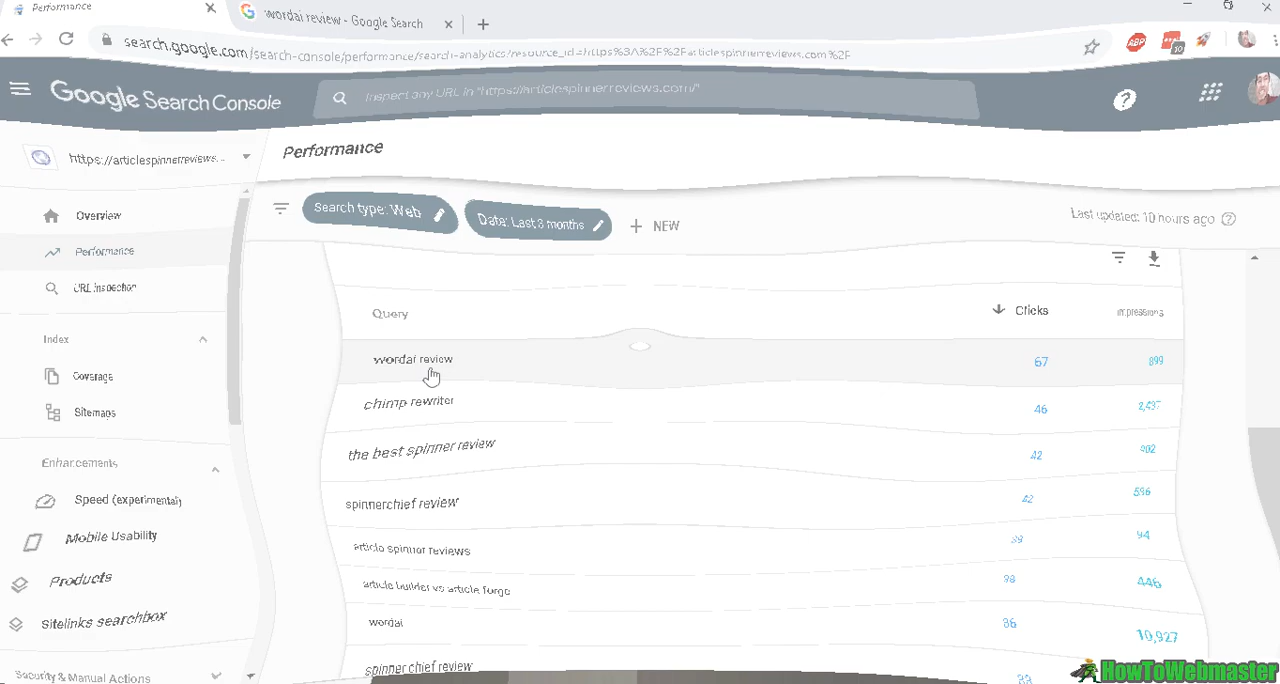 Performance
wordai review - Google Search
search.google.com/search-console/performance/search-analytics?resource_id=https%3A%2F%2Farticlespinnerreviews.com%2F
ABP
30
Google Search Console
Inspect any URL in "https://articlespinnerreviews.com/"
https://articlespinnerreviews...
Performance
Search type: Web
Date: Last 3 months
NEW
Last updated: 10 hours ago
Overview
Performance
URL inspection
Index
Coverage
Sitemaps
Enhancements
Speed (experimental)
Mobile Usability
Products
Sitelinks searchbox
Security & Manual Actions
Query
Clicks
Impressions
wordai review
67
899
chimp rewriter
46
the best spinner review
42
spinnerchief review
42
596
article spinner reviews
94
article builder vs article forge
446
wordai
36
10,927
spinner chief review
33
HowToWebmaster